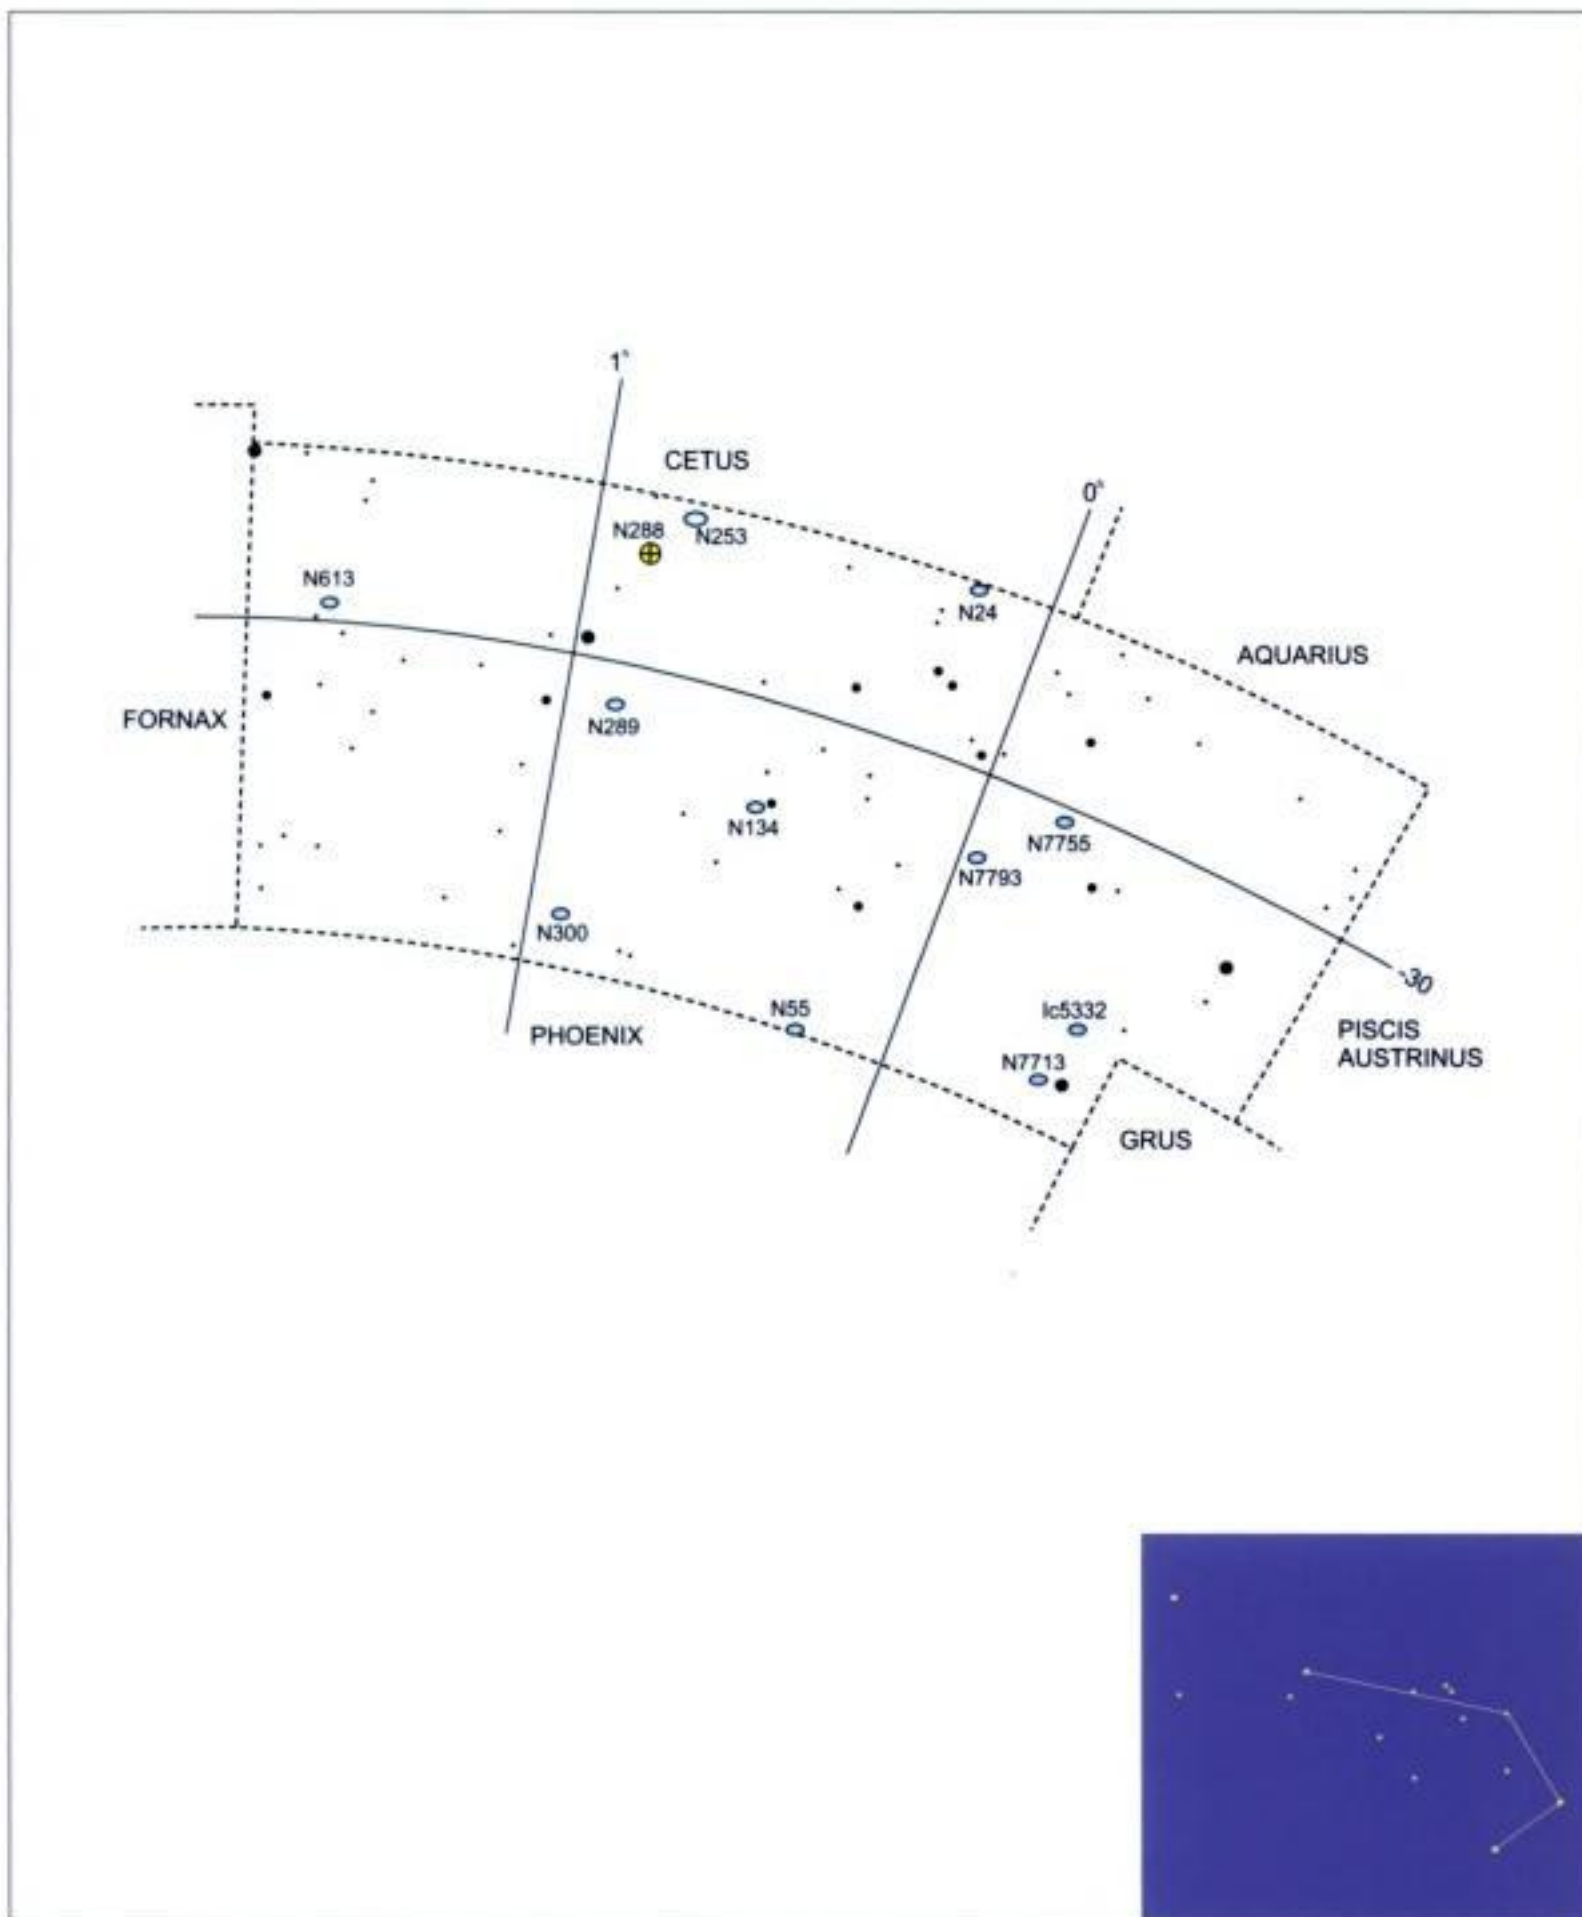 1ʰ
CETUS
0ʰ
N288
N253
N613
N24
AQUARIUS
FORNAX
N289
N134
N7755
N7793
N300
-30
N55
Ic5332
PHOENIX
PISCIS
AUSTRINUS
N7713
GRUS